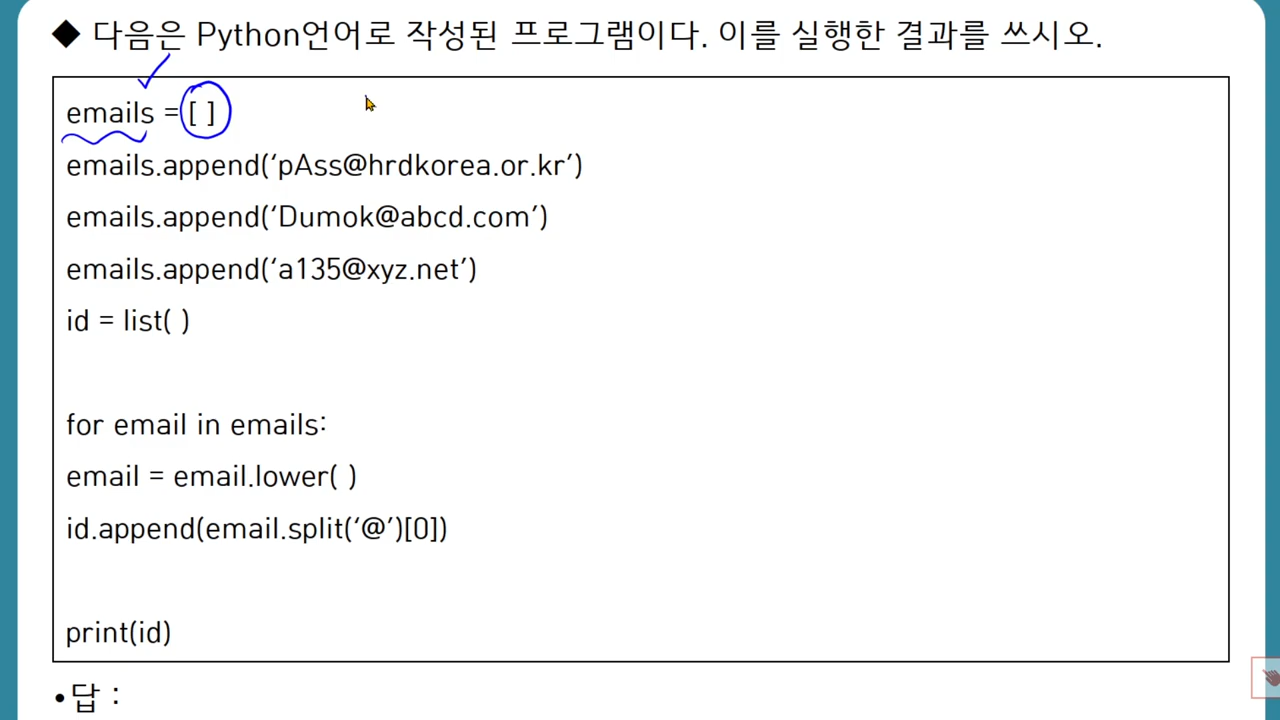 ◆ 다음은 Python언어로 작성된 프로그램이다. 이를 실행한 결과를 쓰시오.
emails = [ ]
emails.append(‘pAss@hrdkorea.or.kr’)
emails.append(‘Dumok@abcd.com’)
emails.append(‘a135@xyz.net’)
id = list( )
for email in emails:
email = email.lower( )
id.append(email.split(‘@’)[0])
print(id)
•답 :